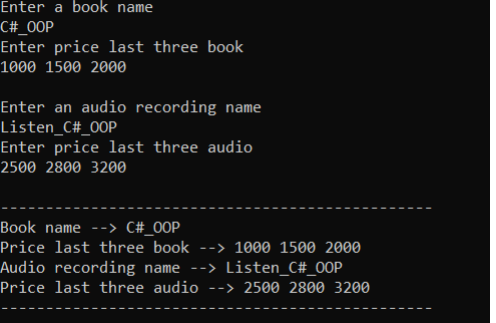 Enter a book name
C#_OOP
Enter price last three book
1000 1500 2000
Enter an audio recording name
Listen_C#_OOP
Enter price last three audio
2500 2800 3200
------------------------------------------------
Book name --> C#_OOP
Price last three book --> 1000 1500 2000
Audio recording name --> Listen_C#_OOP
Price last three audio --> 2500 2800 3200
------------------------------------------------